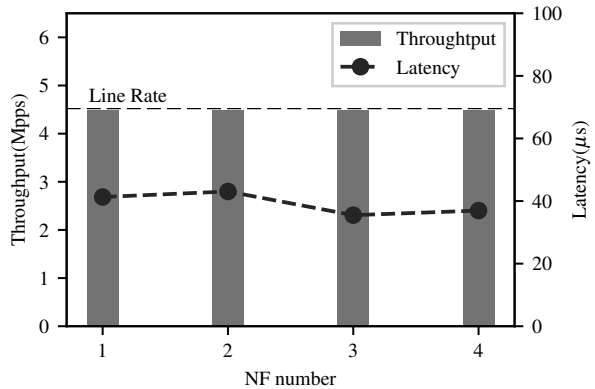 Throughtput
Latency
Line Rate
Throughput(Mpps)
6
5
4
3
2
1
0
100
80
60
40
20
0
Latency(μs)
1 2 3 4
NF number